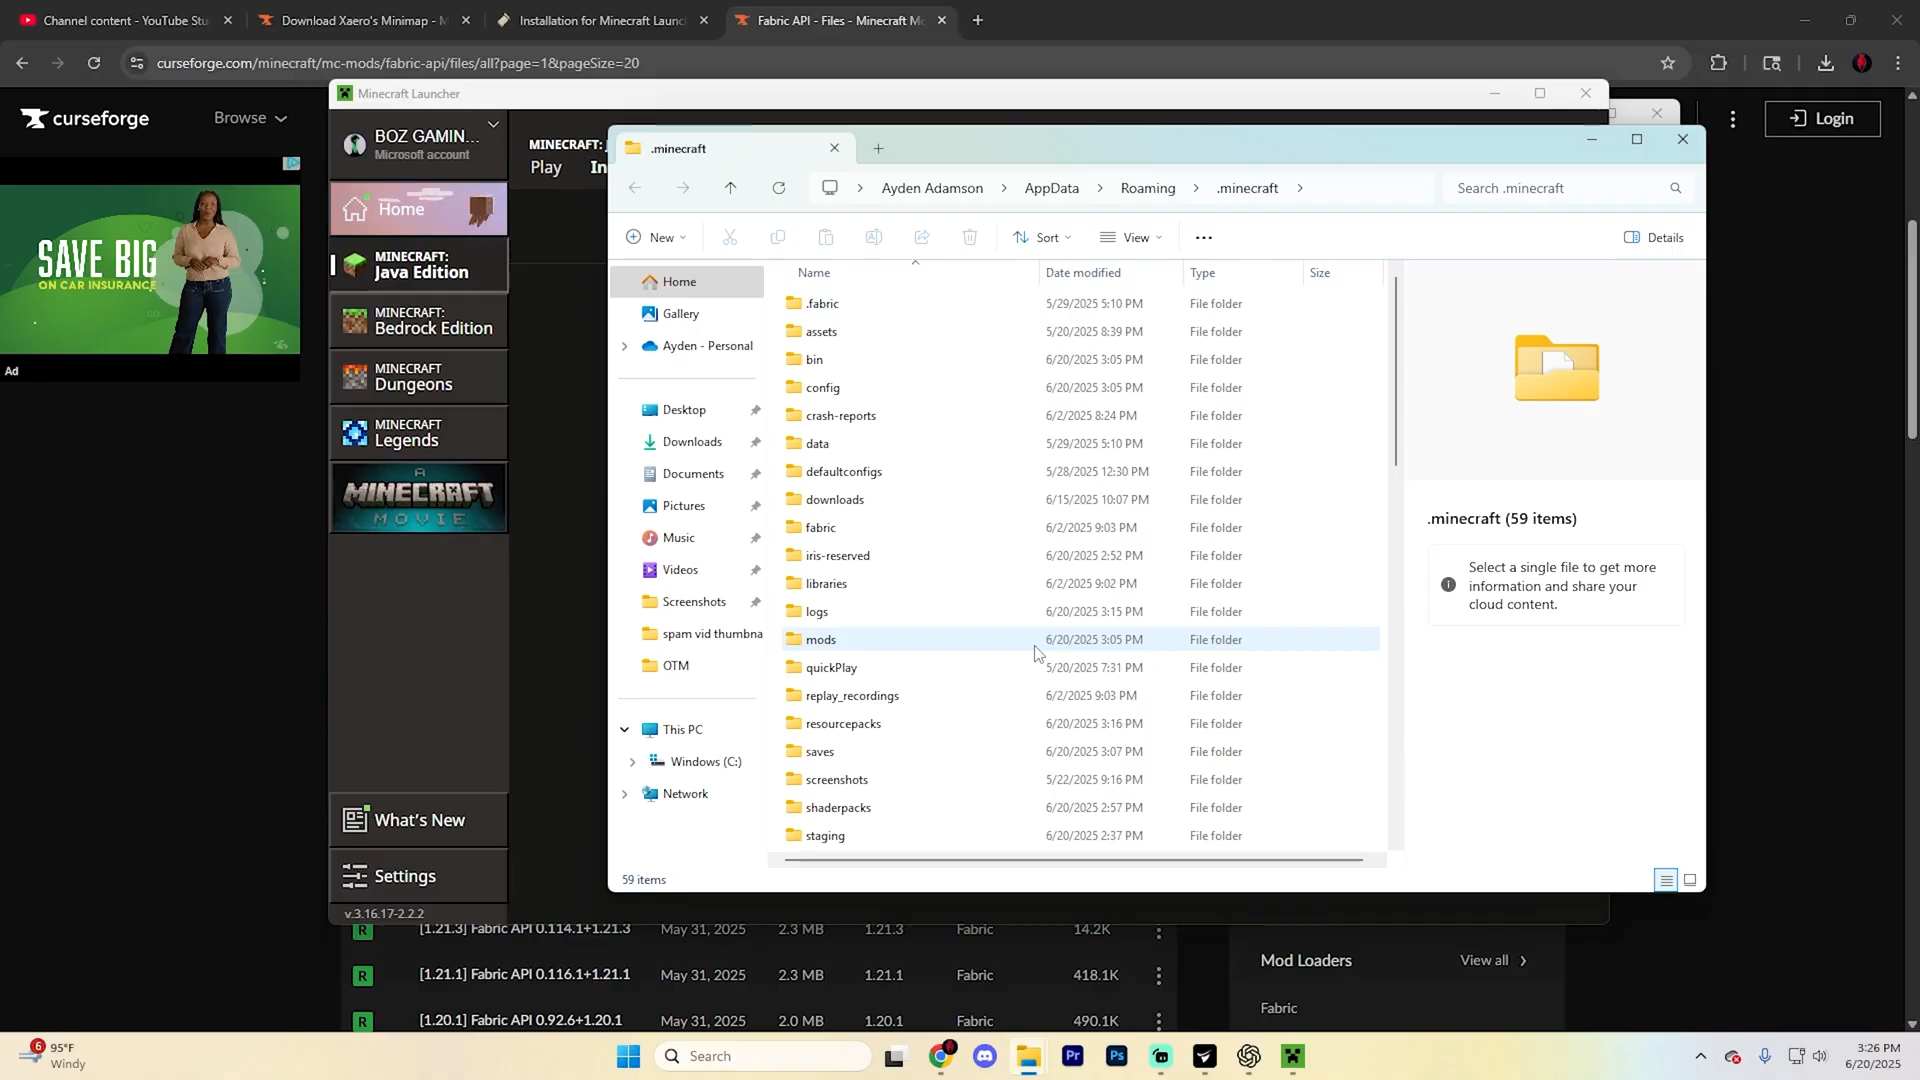 Channel content - YouTube Stu
Download Xaero's Minimap - M
Installation for Minecraft Launc
Fabric API - Files - Minecraft Mo
curseforge.com/minecraft/mc-mods/fabric-api/files/all?page=1&pageSize=20
curseforge
Browse
Login
SAVE BIG
ON CAR INSURANCE
Ad
Minecraft Launcher
BOZ GAMIN...
Microsoft account
Home
MINECRAFT:
Java Edition
MINECRAFT:
Bedrock Edition
MINECRAFT
Dungeons
MINECRAFT
Legends
A
MINECRAFT
MOVIE
What's New
Settings
v.3.16.17-2.2.2
MINECRAFT: J
Play In
.minecraft
Ayden Adamson > AppData > Roaming > .minecraft >
Search .minecraft
New
Sort
View
Details
Home
Gallery
Ayden - Personal
Desktop
Downloads
Documents
Pictures
Music
Videos
Screenshots
spam vid thumbna
OTM
This PC
Windows (C:)
Network
Name Date modified Type Size
.fabric 5/29/2025 5:10 PM File folder
assets 5/20/2025 8:39 PM File folder
bin 6/20/2025 3:05 PM File folder
config 6/20/2025 3:05 PM File folder
crash-reports 6/2/2025 8:24 PM File folder
data 5/29/2025 5:10 PM File folder
defaultconfigs 5/28/2025 12:30 PM File folder
downloads 6/15/2025 10:07 PM File folder
fabric 6/2/2025 9:03 PM File folder
iris-reserved 6/20/2025 2:52 PM File folder
libraries 6/2/2025 9:02 PM File folder
logs 6/20/2025 3:15 PM File folder
mods 6/20/2025 3:05 PM File folder
quickPlay 5/20/2025 7:31 PM File folder
replay_recordings 6/2/2025 9:03 PM File folder
resourcepacks 6/20/2025 3:16 PM File folder
saves 6/20/2025 3:07 PM File folder
screenshots 5/22/2025 9:16 PM File folder
shaderpacks 6/20/2025 2:57 PM File folder
staging 6/20/2025 2:37 PM File folder
.minecraft (59 items)
Select a single file to get more
information and share your
cloud content.
59 items
R [1.21.3] Fabric API 0.114.1+1.21.3 May 31, 2025 2.3 MB 1.21.3 Fabric 14.2K
R [1.21.1] Fabric API 0.116.1+1.21.1 May 31, 2025 2.3 MB 1.21.1 Fabric 418.1K
R [1.20.1] Fabric API 0.92.6+1.20.1 May 31, 2025 2.0 MB 1.20.1 Fabric 490.1K
Mod Loaders
View all
Fabric
6
95°F
Windy
Search
Pr
Ps
3:26 PM
6/20/2025